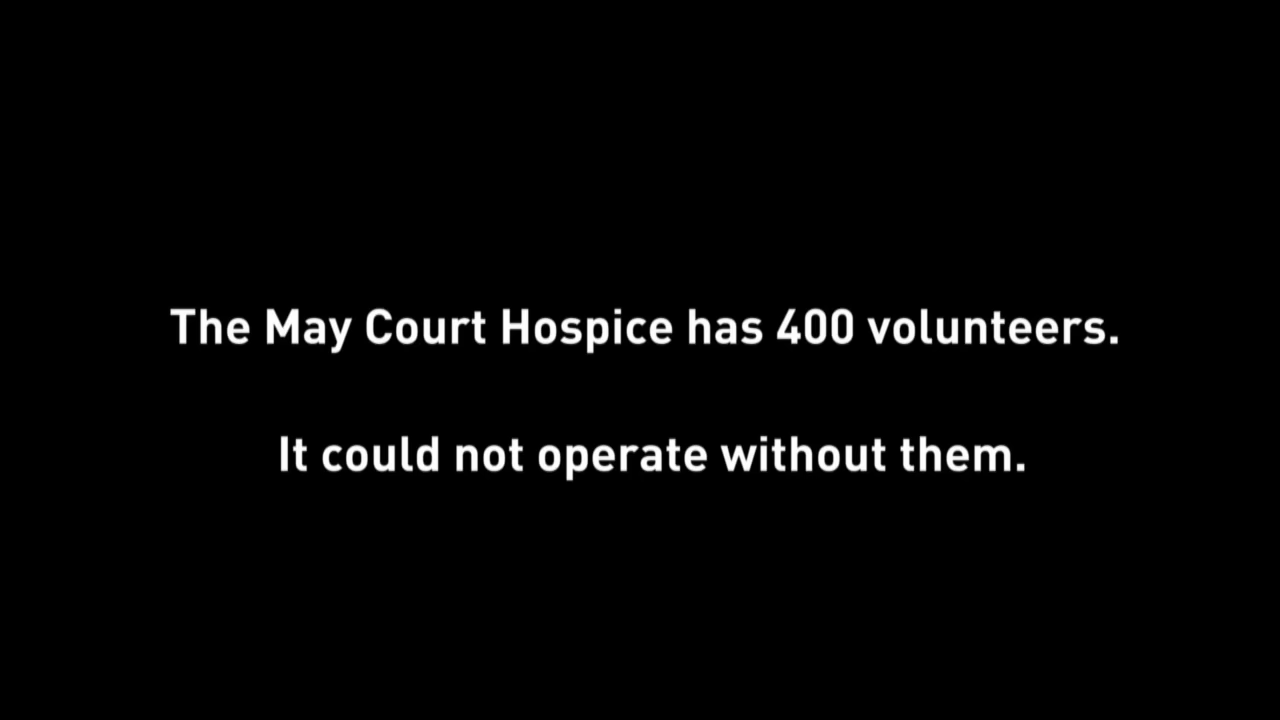 The May Court Hospice has 400 volunteers.
It could not operate without them.